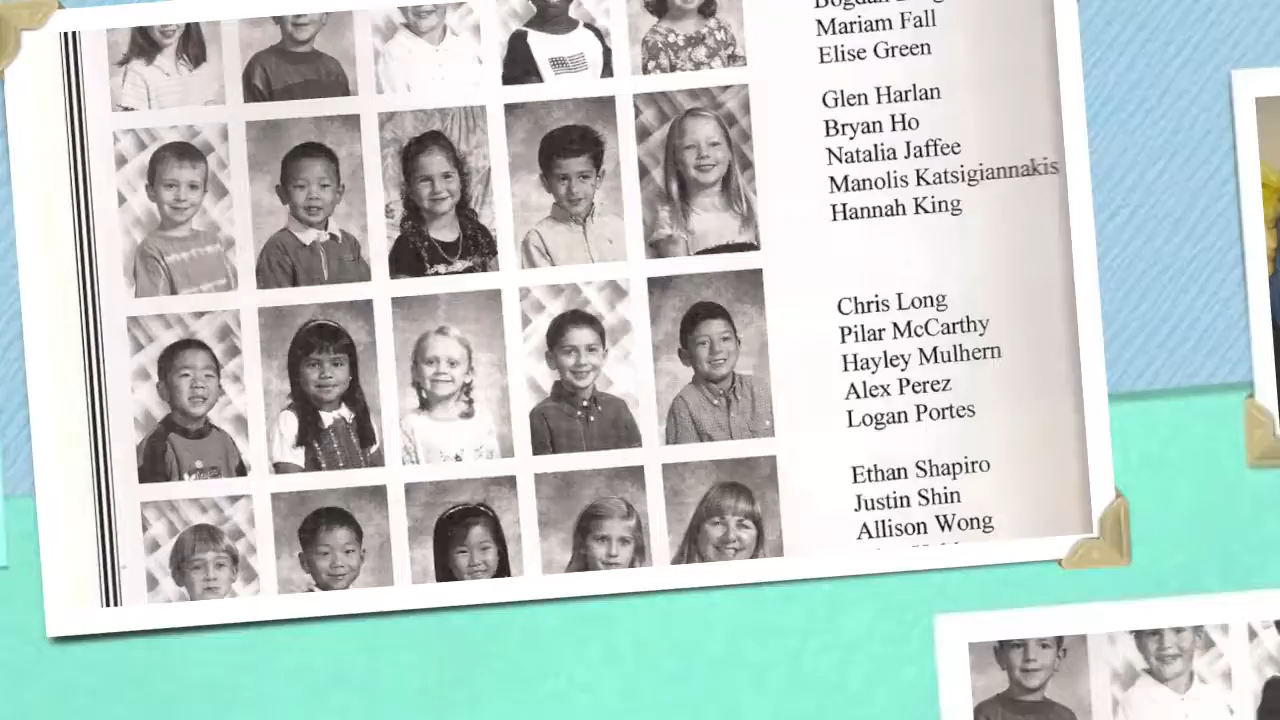 Mariam Fall
Elise Green
Glen Harlan
Bryan Ho
Natalia Jaffee
Manolis Katsigiannakis
Hannah King
Chris Long
Pilar McCarthy
Hayley Mulhern
Alex Perez
Logan Portes
Ethan Shapiro
Justin Shin
Allison Wong